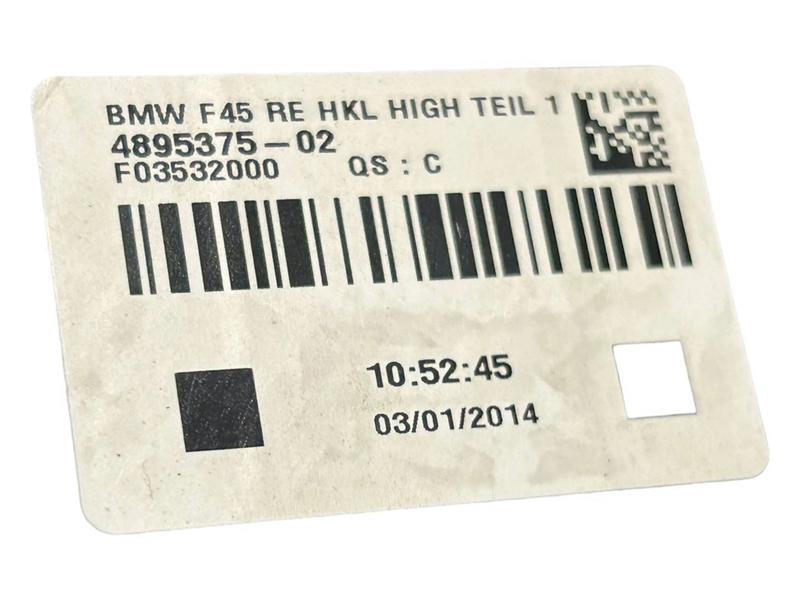 BMW F45 RE HKL HIGH TEIL 1
4895375-02
F03532000 QS : C
10:52:45
03/01/2014